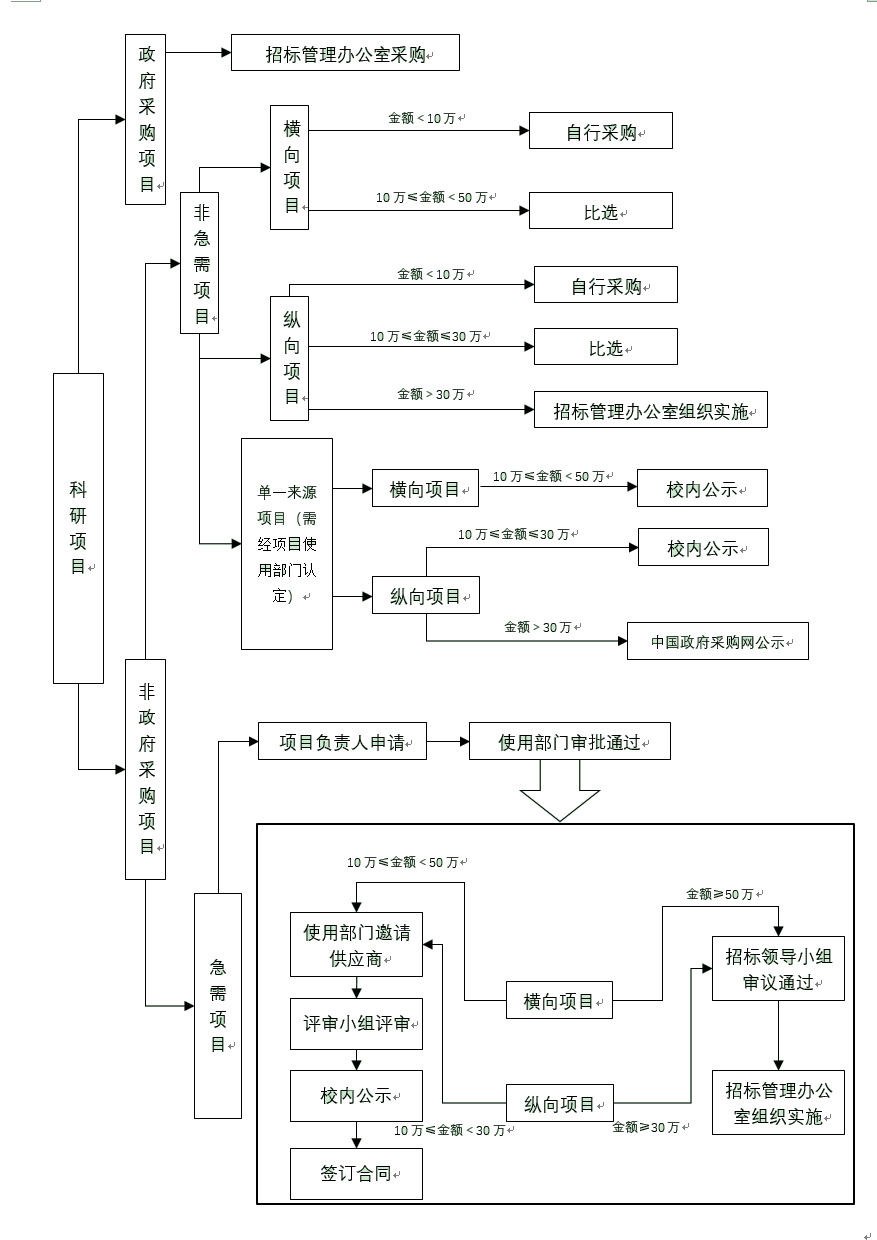 政府采购项目
招标管理办公室采购
横向项目
金额＜10万
自行采购
10万≤金额＜50万
比选
非急需项目
纵向项目
金额＜10万
自行采购
10万≤金额≤30万
比选
金额＞30万
招标管理办公室组织实施
科研项目
单一来源
项目（需
经项目使
用部门认
定）
横向项目
10万≤金额＜50万
校内公示
10万≤金额≤30万
校内公示
纵向项目
金额＞30万
中国政府采购网公示
非政府采购项目
项目负责人申请
使用部门审批通过
急需项目
10万≤金额＜50万
金额≥50万
使用部门邀请
供应商
招标领导小组
审议通过
横向项目
评审小组评审
校内公示
纵向项目
招标管理办公
室组织实施
10万≤金额＜30万
金额≥30万
签订合同